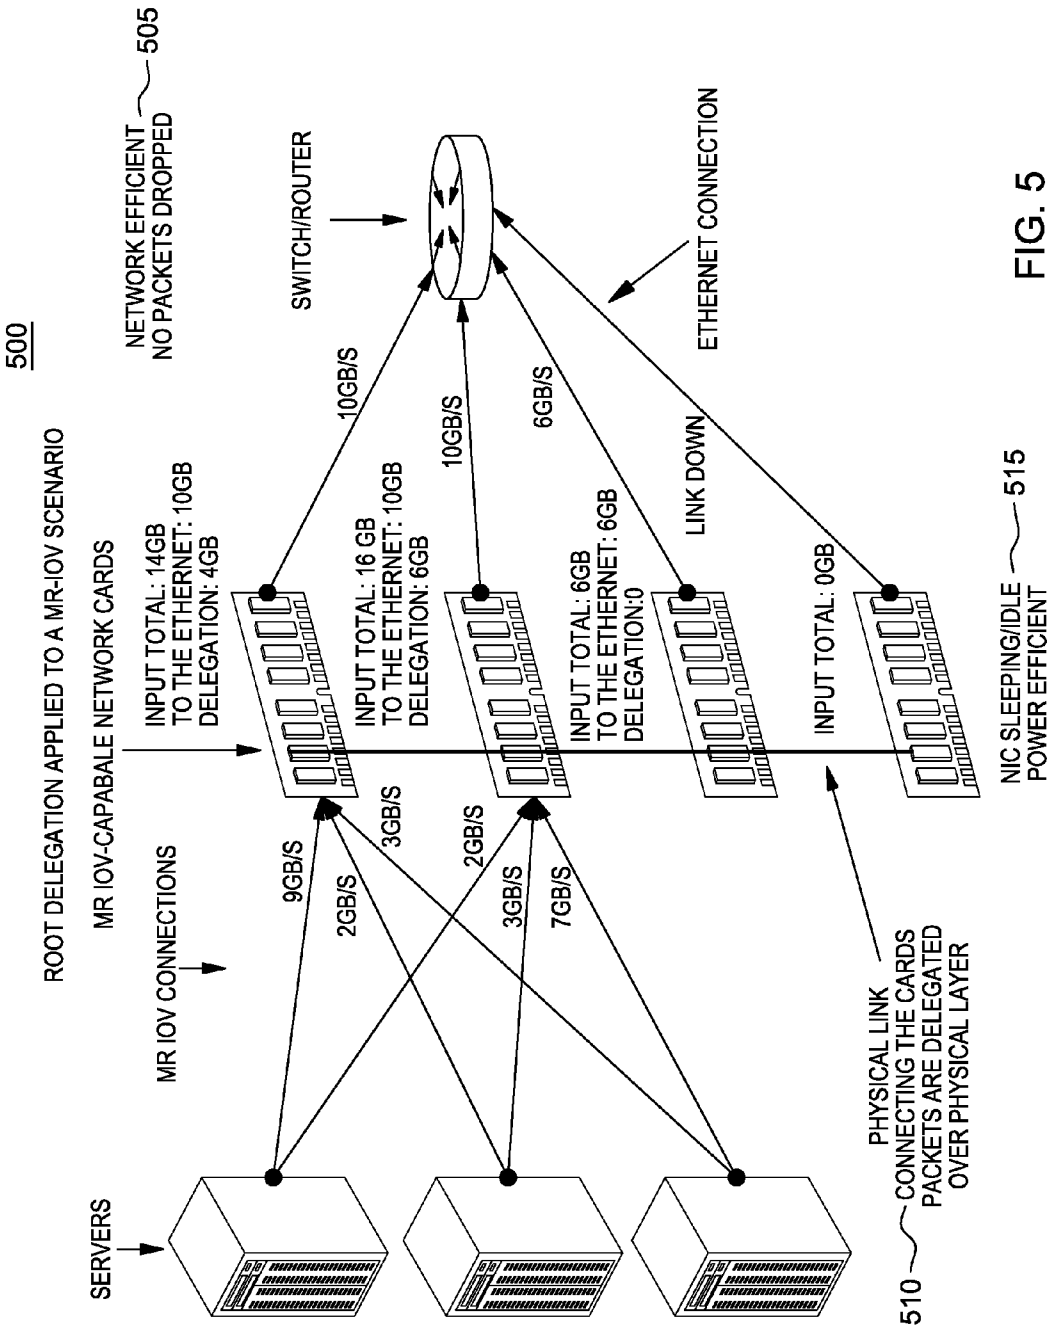 500
ROOT DELEGATION APPLIED TO A MR-IOV SCENARIO
MR IOV-CAPABALE NETWORK CARDS
MR IOV CONNECTIONS
SERVERS
NETWORK EFFICIENT
NO PACKETS DROPPED
505
SWITCH/ROUTER
INPUT TOTAL: 14GB
TO THE ETHERNET: 10GB
DELEGATION: 4GB
10GB/S
9GB/S
2GB/S
3GB/S
INPUT TOTAL: 16 GB
TO THE ETHERNET: 10GB
DELEGATION: 6GB
10GB/S
2GB/S
3GB/S
7GB/S
INPUT TOTAL: 6GB
TO THE ETHERNET: 6GB
DELEGATION:0
6GB/S
LINK DOWN
ETHERNET CONNECTION
INPUT TOTAL: 0GB
PHYSICAL LINK
510
CONNECTING THE CARDS
PACKETS ARE DELEGATED
OVER PHYSICAL LAYER
NIC SLEEPING/IDLE
POWER EFFICIENT
515
FIG. 5